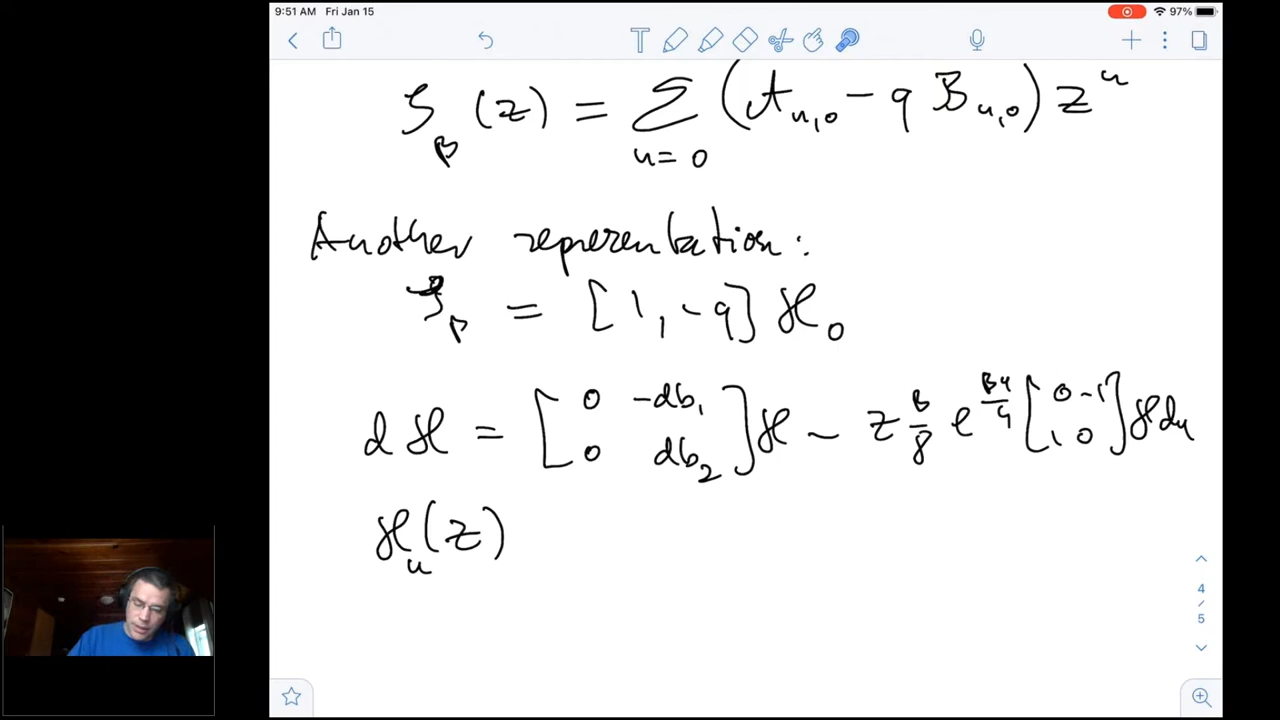 9:51 AM Fri Jan 15 97%
T
ζ_β (z) = Σ_{u=0} (A_{u,0} - q B_{u,0}) z^u
Another representation:
ζ_β = [1, -q] ℋ_0
dℋ = [0 -db_1; 0 db_2] ℋ - z β/8 e^{βu/4} [0 -1; 1 0] ℋ du
ℋ_u (z)
4
/
5